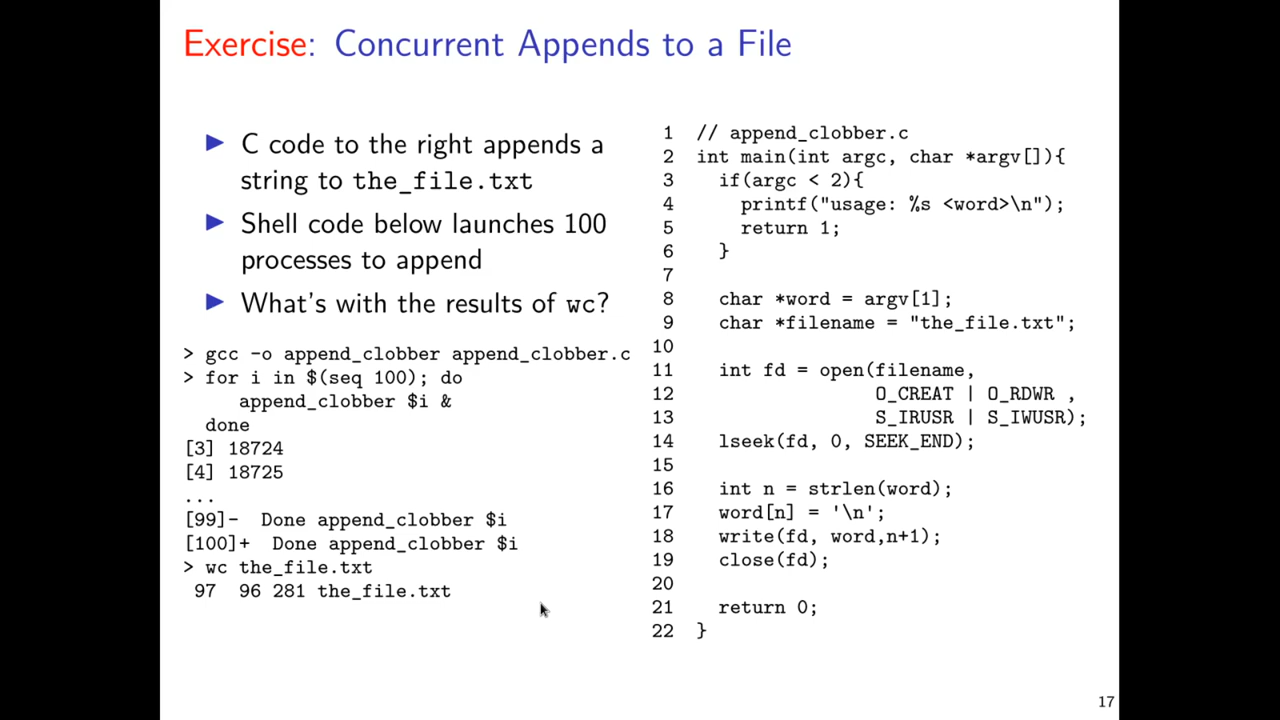 Exercise: Concurrent Appends to a File
▶ C code to the right appends a
string to the_file.txt
▶ Shell code below launches 100
processes to append
▶ What's with the results of wc?
> gcc -o append_clobber append_clobber.c
> for i in $(seq 100); do
append_clobber $i &
done
[3] 18724
[4] 18725
...
[99]- Done append_clobber $i
[100]+ Done append_clobber $i
> wc the_file.txt
97 96 281 the_file.txt
1 // append_clobber.c
2 int main(int argc, char *argv[]){
3 if(argc < 2){
4 printf("usage: %s <word>\n");
5 return 1;
6 }
7
8 char *word = argv[1];
9 char *filename = "the_file.txt";
10
11 int fd = open(filename,
12 O_CREAT | O_RDWR ,
13 S_IRUSR | S_IWUSR);
14 lseek(fd, 0, SEEK_END);
15
16 int n = strlen(word);
17 word[n] = '\n';
18 write(fd, word,n+1);
19 close(fd);
20
21 return 0;
22 }
17